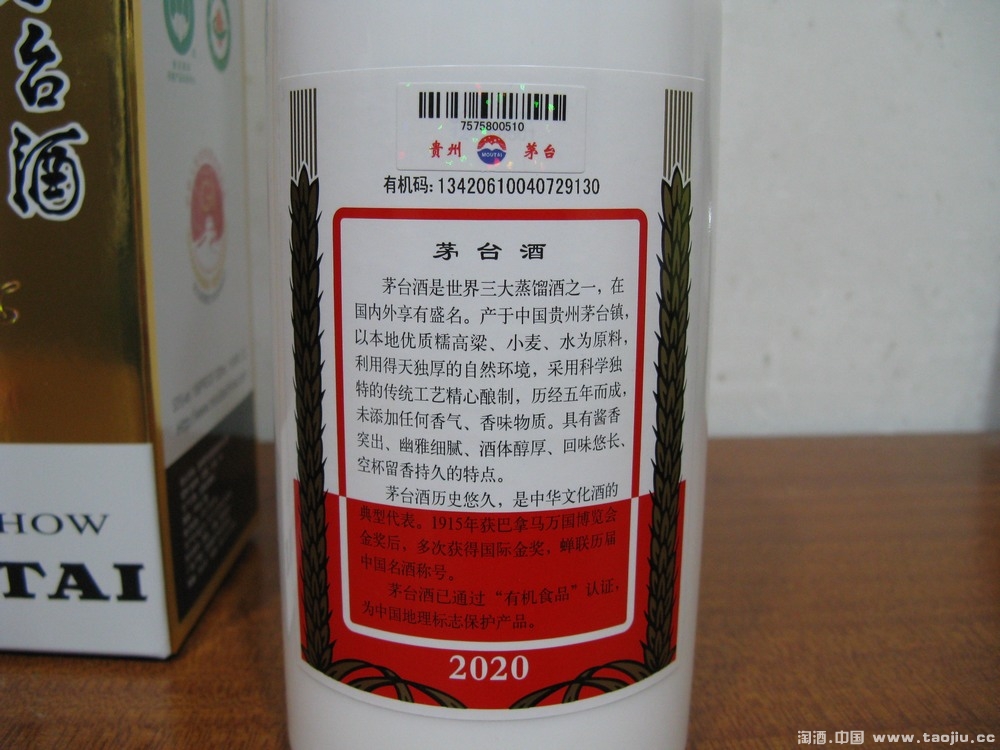 台
酒
HOW
TAI
7575800510
贵州 MOUTAI 茅台
有机码:13420610040729130
茅台酒
茅台酒是世界三大蒸馏酒之一，在
国内外享有盛名。产于中国贵州茅台镇，
以本地优质糯高粱、小麦、水为原料，
利用得天独厚的自然环境，采用科学独
特的传统工艺精心酿制，历经五年而成，
未添加任何香气、香味物质。具有酱香
突出、幽雅细腻、酒体醇厚、回味悠长、
空杯留香持久的特点。
茅台酒历史悠久，是中华文化酒的
典型代表。1915年获巴拿马万国博览会
金奖后，多次获得国际金奖，蝉联历届
中国名酒称号。
茅台酒已通过“有机食品”认证，
为中国地理标志保护产品。
2020
淘酒.中国 www.taojiu.cc